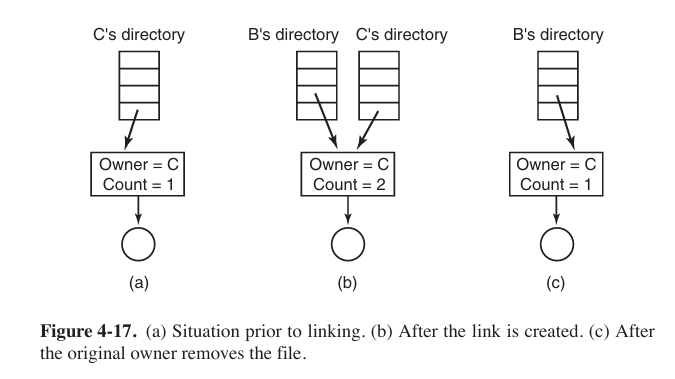 C's directory
B's directory C's directory
B's directory
Owner = C
Count = 1
Owner = C
Count = 2
Owner = C
Count = 1
(a)
(b)
(c)
Figure 4-17. (a) Situation prior to linking. (b) After the link is created. (c) After
the original owner removes the file.